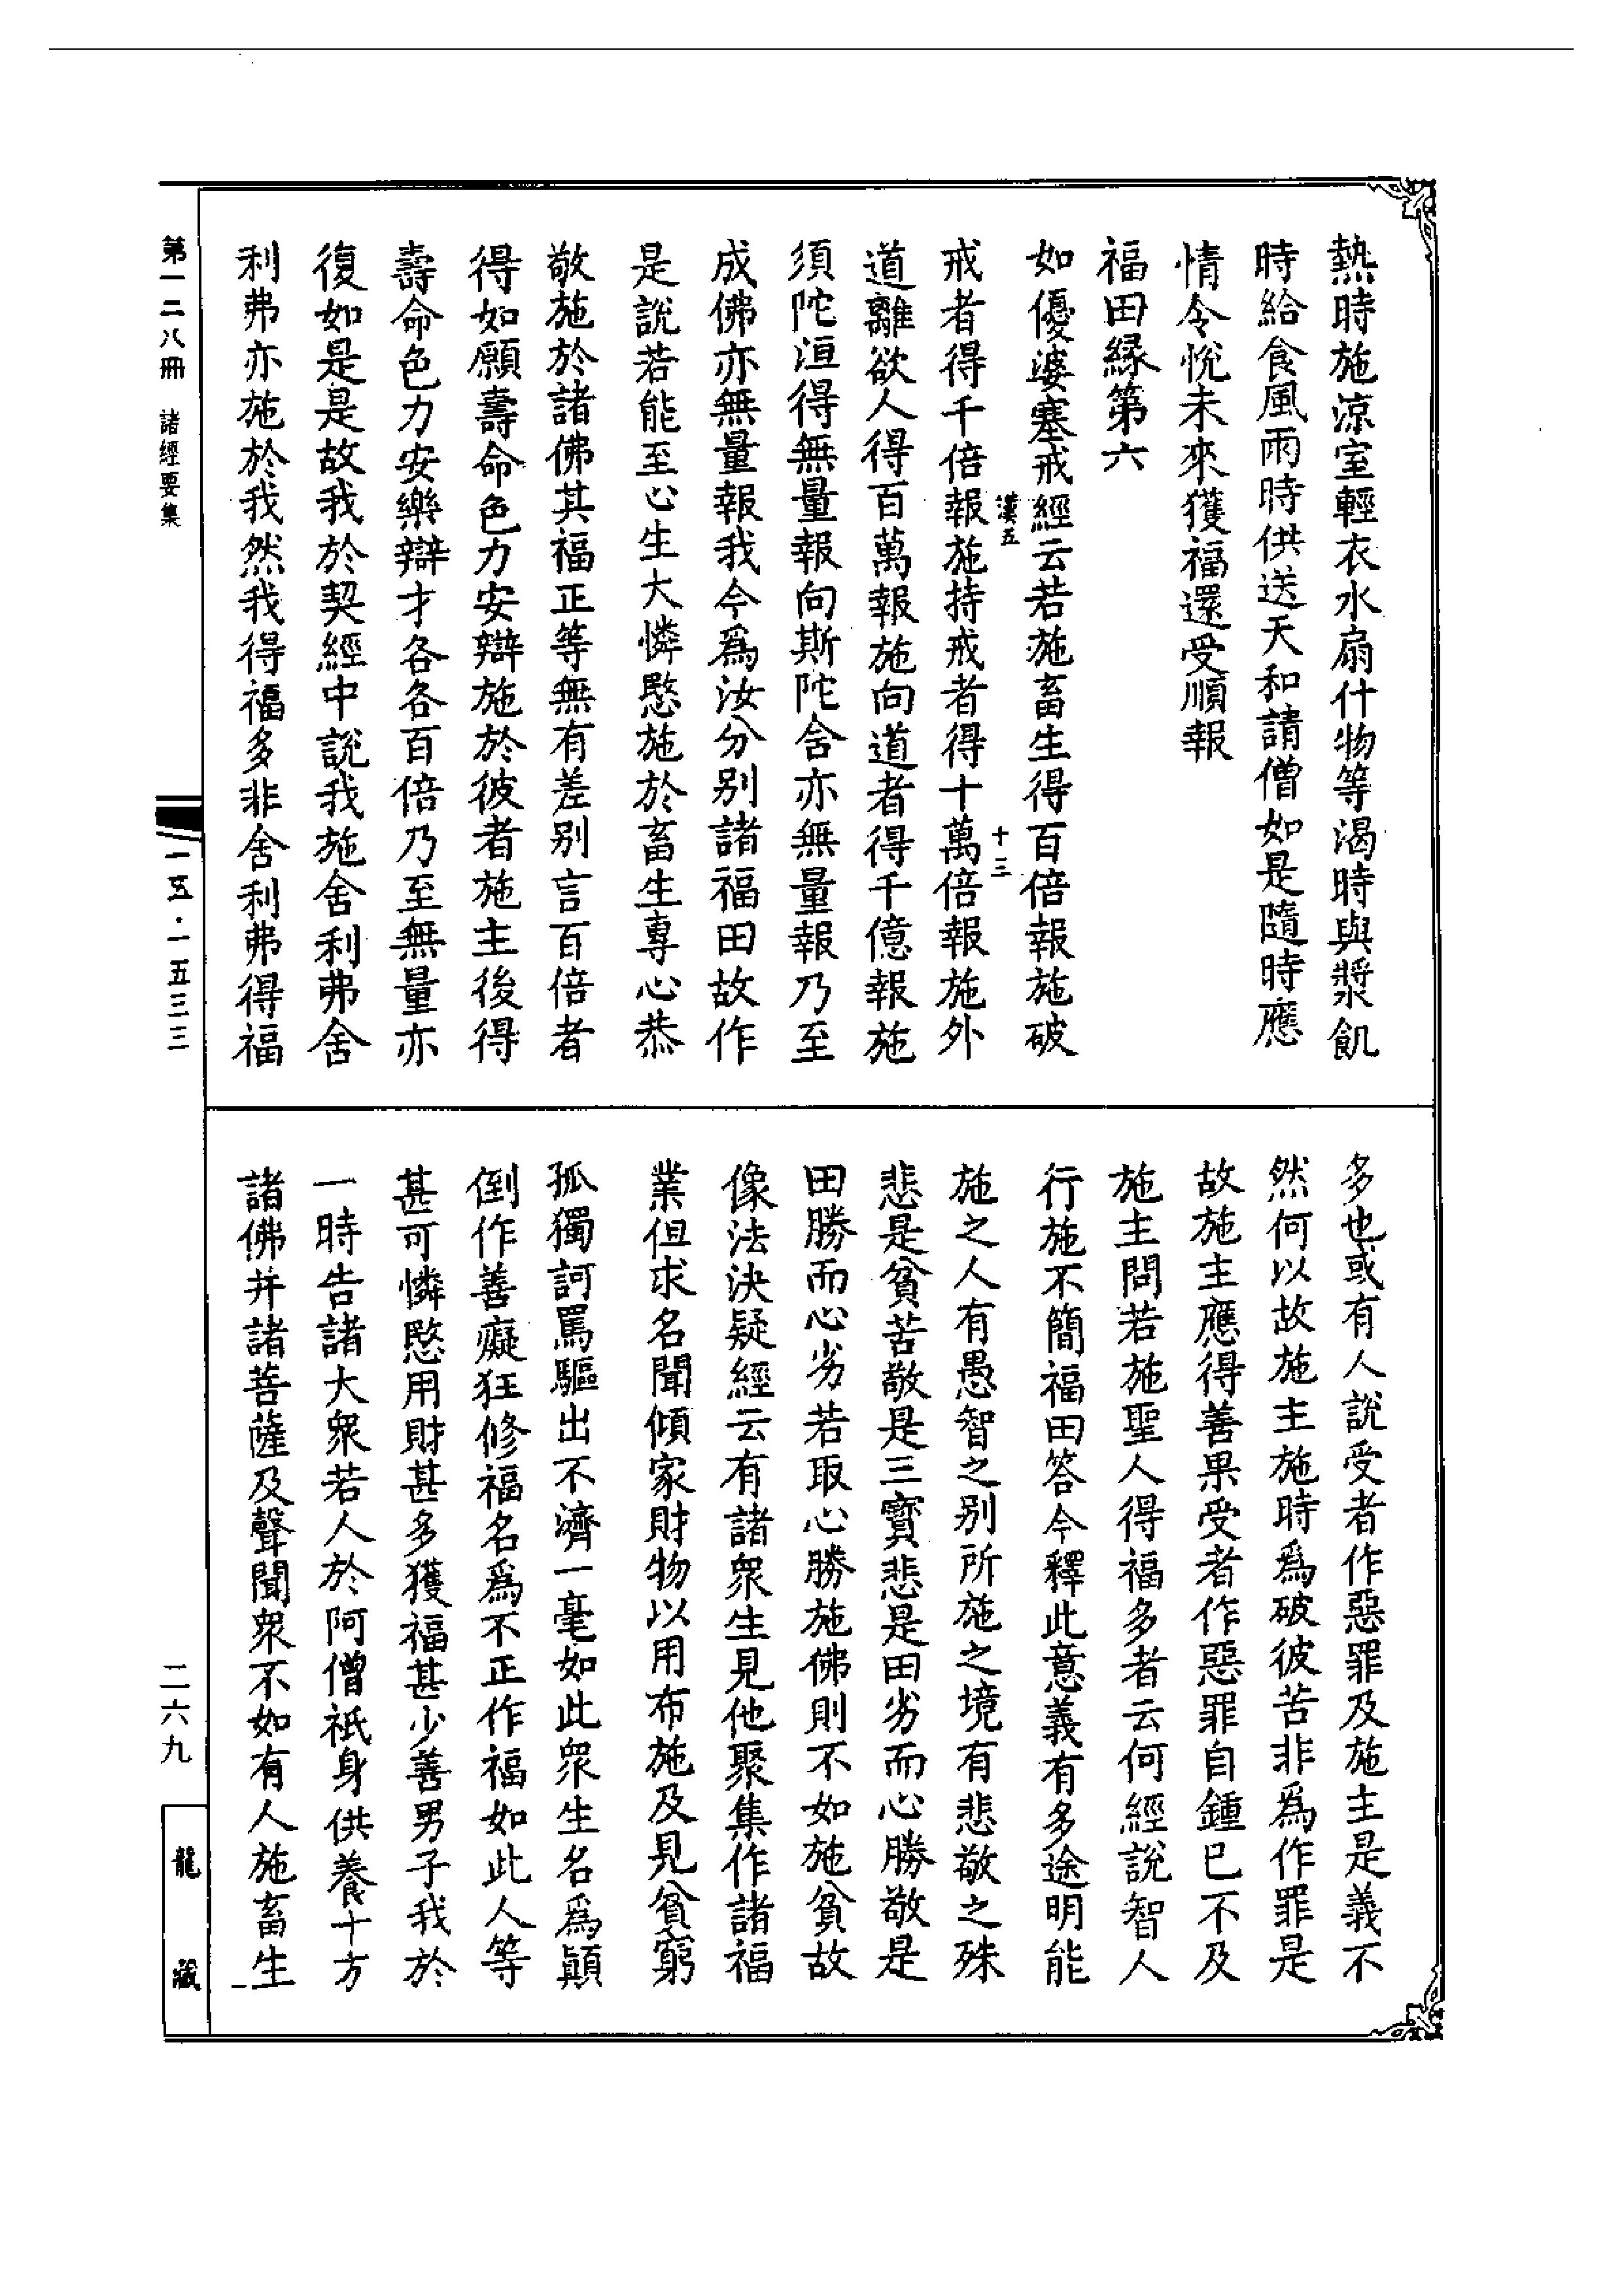 熱時施涼室輕衣水扇什物等渴時與漿飢
時給食風雨時供送天和請僧如是隨時應
情令悅未來獲福還受順報
福田緣第六
如優婆塞戒經云若施畜生得百倍報施破
漢五
十三
戒者得千倍報施持戒者得十萬倍報施外
道離欲人得百萬報施向道者得千億報施
須陀洹得無量報向斯陀舍亦無量報乃至
成佛亦無量報我今爲汝分別諸福田故作
是說若能至心生大憐愍施於畜生專心恭
敬施於諸佛其福正等無有差別言百倍者
得如願壽命色力安辯施於彼者施主後得
壽命色力安樂辯才各各百倍乃至無量亦
復如是是故我於契經中說我施舍利弗舍
利弗亦施於我然我得福多非舍利弗得福
多也或有人說受者作惡罪及施主是義不
然何以故施主施時爲破彼苦非爲作罪是
故施主應得善果受者作惡罪自鍾巳不及
施主問若施聖人得福多者云何經說智人
行施不簡福田答今釋此意義有多途明能
施之人有愚智之別所施之境有悲敬之殊
悲是貧苦敬是三寶悲是田劣而心勝敬是
田勝而心劣若取心勝施佛則不如施貧故
像法決疑經云有諸衆生見他聚集作諸福
業但求名聞傾家財物以用布施及見貧窮
孤獨訶罵驅出不濟一毫如此衆生名爲顛
倒作善癡狂修福名爲不正作福如此人等
甚可憐愍用財甚多獲福甚少善男子我於
一時告諸大衆若人於阿僧祇身供養十方
諸佛并諸菩薩及聲聞衆不如有人施畜生
第一二八冊 諸經要集
一五·一五三三
二六九
龍藏